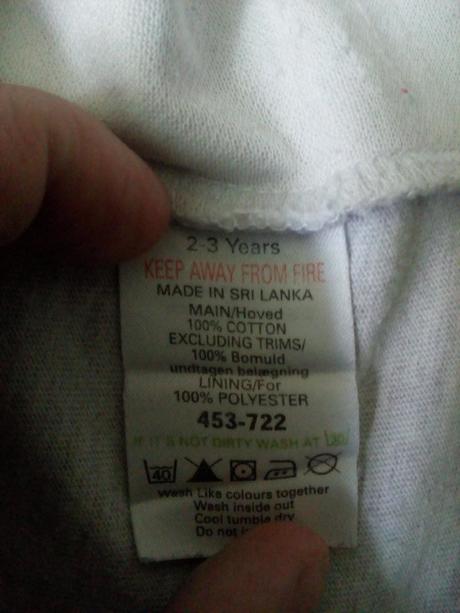 2-3 Years
KEEP AWAY FROM FIRE
MADE IN SRI LANKA
MAIN/Hoved
100% COTTON
EXCLUDING TRIMS/
100% Bomuld
undtagen belægning
LINING/For
100% POLYESTER
453-722
IF IT'S NOT DIRTY WASH AT 30
40
Wash Like colours together
Wash inside out
Cool tumble dry
Do not